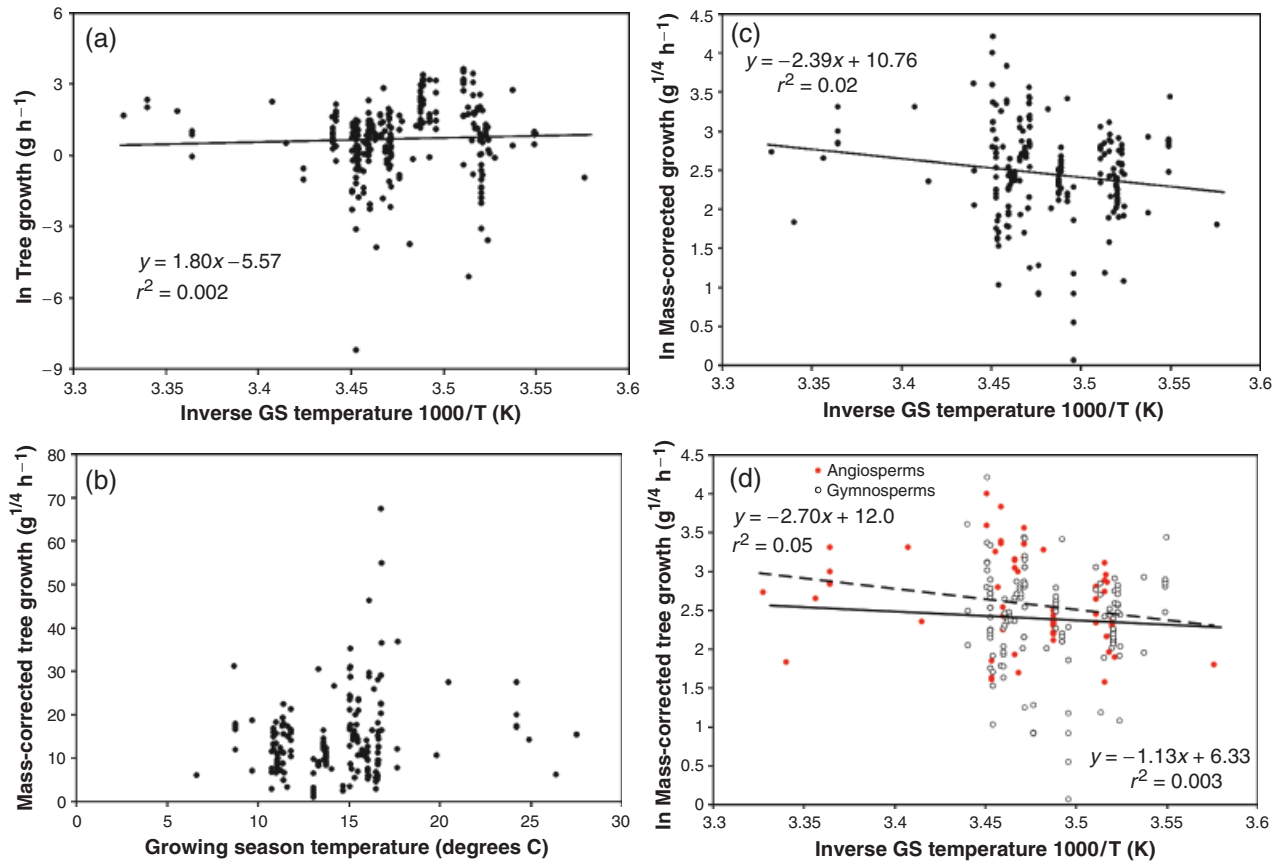 (a)
6
3
0
−3
−6
−9
ln Tree growth (g h⁻¹)
y = 1.80x −5.57
r² = 0.002
3.3 3.35 3.4 3.45 3.5 3.55 3.6
Inverse GS temperature 1000/T (K)
(b)
80
70
60
50
40
30
20
10
0
Mass-corrected tree growth (g¹/⁴ h⁻¹)
0 5 10 15 20 25 30
Growing season temperature (degrees C)
(c)
4.5
4
3.5
3
2.5
2
1.5
1
0.5
0
ln Mass-corrected growth (g¹/⁴ h⁻¹)
y = −2.39x + 10.76
r² = 0.02
3.3 3.35 3.4 3.45 3.5 3.55 3.6
Inverse GS temperature 1000/T (K)
(d)
4.5
4
3.5
3
2.5
2
1.5
1
0.5
0
ln Mass-corrected tree growth (g¹/⁴ h⁻¹)
Angiosperms
Gymnosperms
y = −2.70x + 12.0
r² = 0.05
y = −1.13x + 6.33
r² = 0.003
3.3 3.35 3.4 3.45 3.5 3.55 3.6
Inverse GS temperature 1000/T (K)